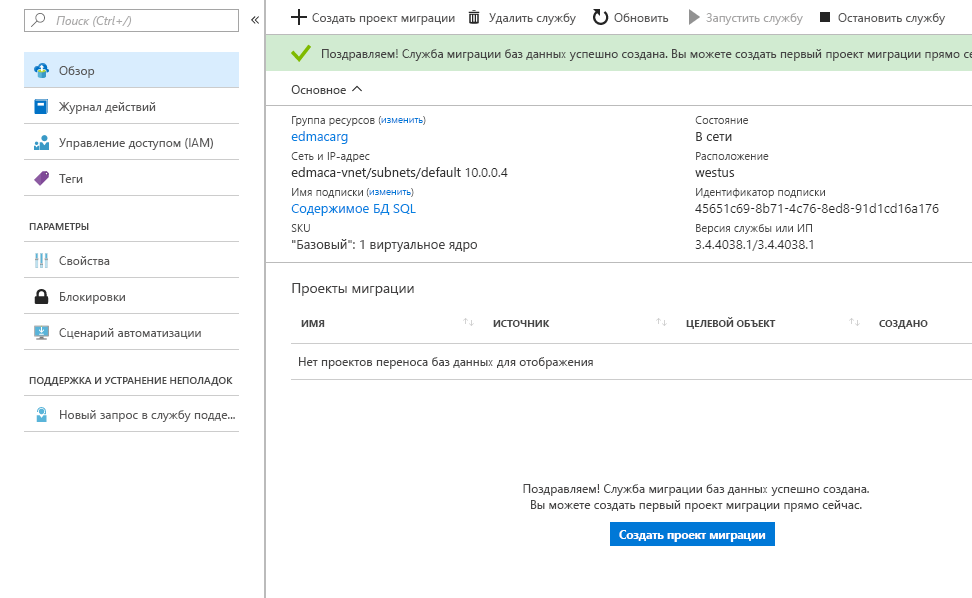 Поиск (Ctrl+/)
«
Обзор
Журнал действий
Управление доступом (IAM)
Теги
ПАРАМЕТРЫ
Свойства
Блокировки
Сценарий автоматизации
ПОДДЕРЖКА И УСТРАНЕНИЕ НЕПОЛАДОК
Новый запрос в службу подде...
Создать проект миграции Удалить службу Обновить Запустить службу Остановить службу
Поздравляем! Служба миграции баз данных успешно создана. Вы можете создать первый проект миграции прямо се
Основное
Группа ресурсов (изменить)
edmacarg
Сеть и IP-адрес
edmaca-vnet/subnets/default 10.0.0.4
Имя подписки (изменить)
Содержимое БД SQL
SKU
"Базовый": 1 виртуальное ядро
Состояние
В сети
Расположение
westus
Идентификатор подписки
45651c69-8b71-4c76-8ed8-91d1cd16a176
Версия службы или ИП
3.4.4038.1/3.4.4038.1
Проекты миграции
ИМЯ ИСТОЧНИК ЦЕЛЕВОЙ ОБЪЕКТ СОЗДАНО
Нет проектов переноса баз данных для отображения
Поздравляем! Служба миграции баз данных успешно создана.
Вы можете создать первый проект миграции прямо сейчас.
Создать проект миграции